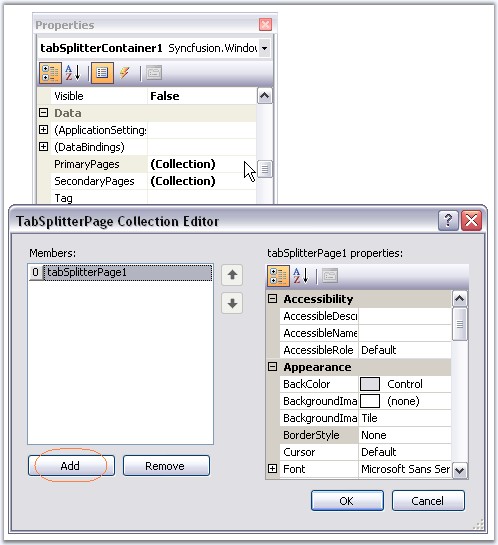 Properties
tabSplitterContainer1 Syncfusion.Windou
Visible False
Data
(ApplicationSettings
(DataBindings)
PrimaryPages (Collection)
SecondaryPages (Collection)
Tag
TabSplitterPage Collection Editor
Members:
0 tabSplitterPage1
Add
Remove
tabSplitterPage1 properties:
Accessibility
AccessibleDescr
AccessibleName
AccessibleRole Default
Appearance
BackColor Control
BackgroundIma (none)
BackgroundIma Tile
BorderStyle None
Cursor Default
Font Microsoft Sans Ser
OK
Cancel